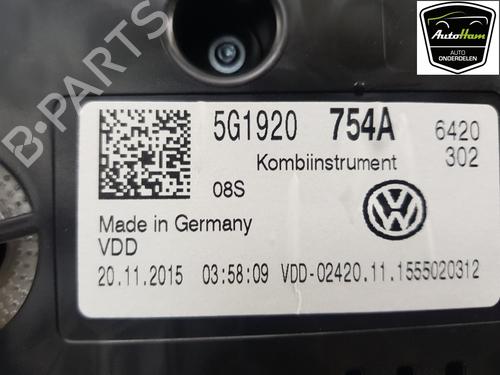 AutoHam
AUTO
ONDERDELEN
5G1920 754A 6420
Kombiinstrument 302
08S
Made in Germany
VDD
20.11.2015 03:58:09 VDD-02420.11.1555020312
B-PARTS